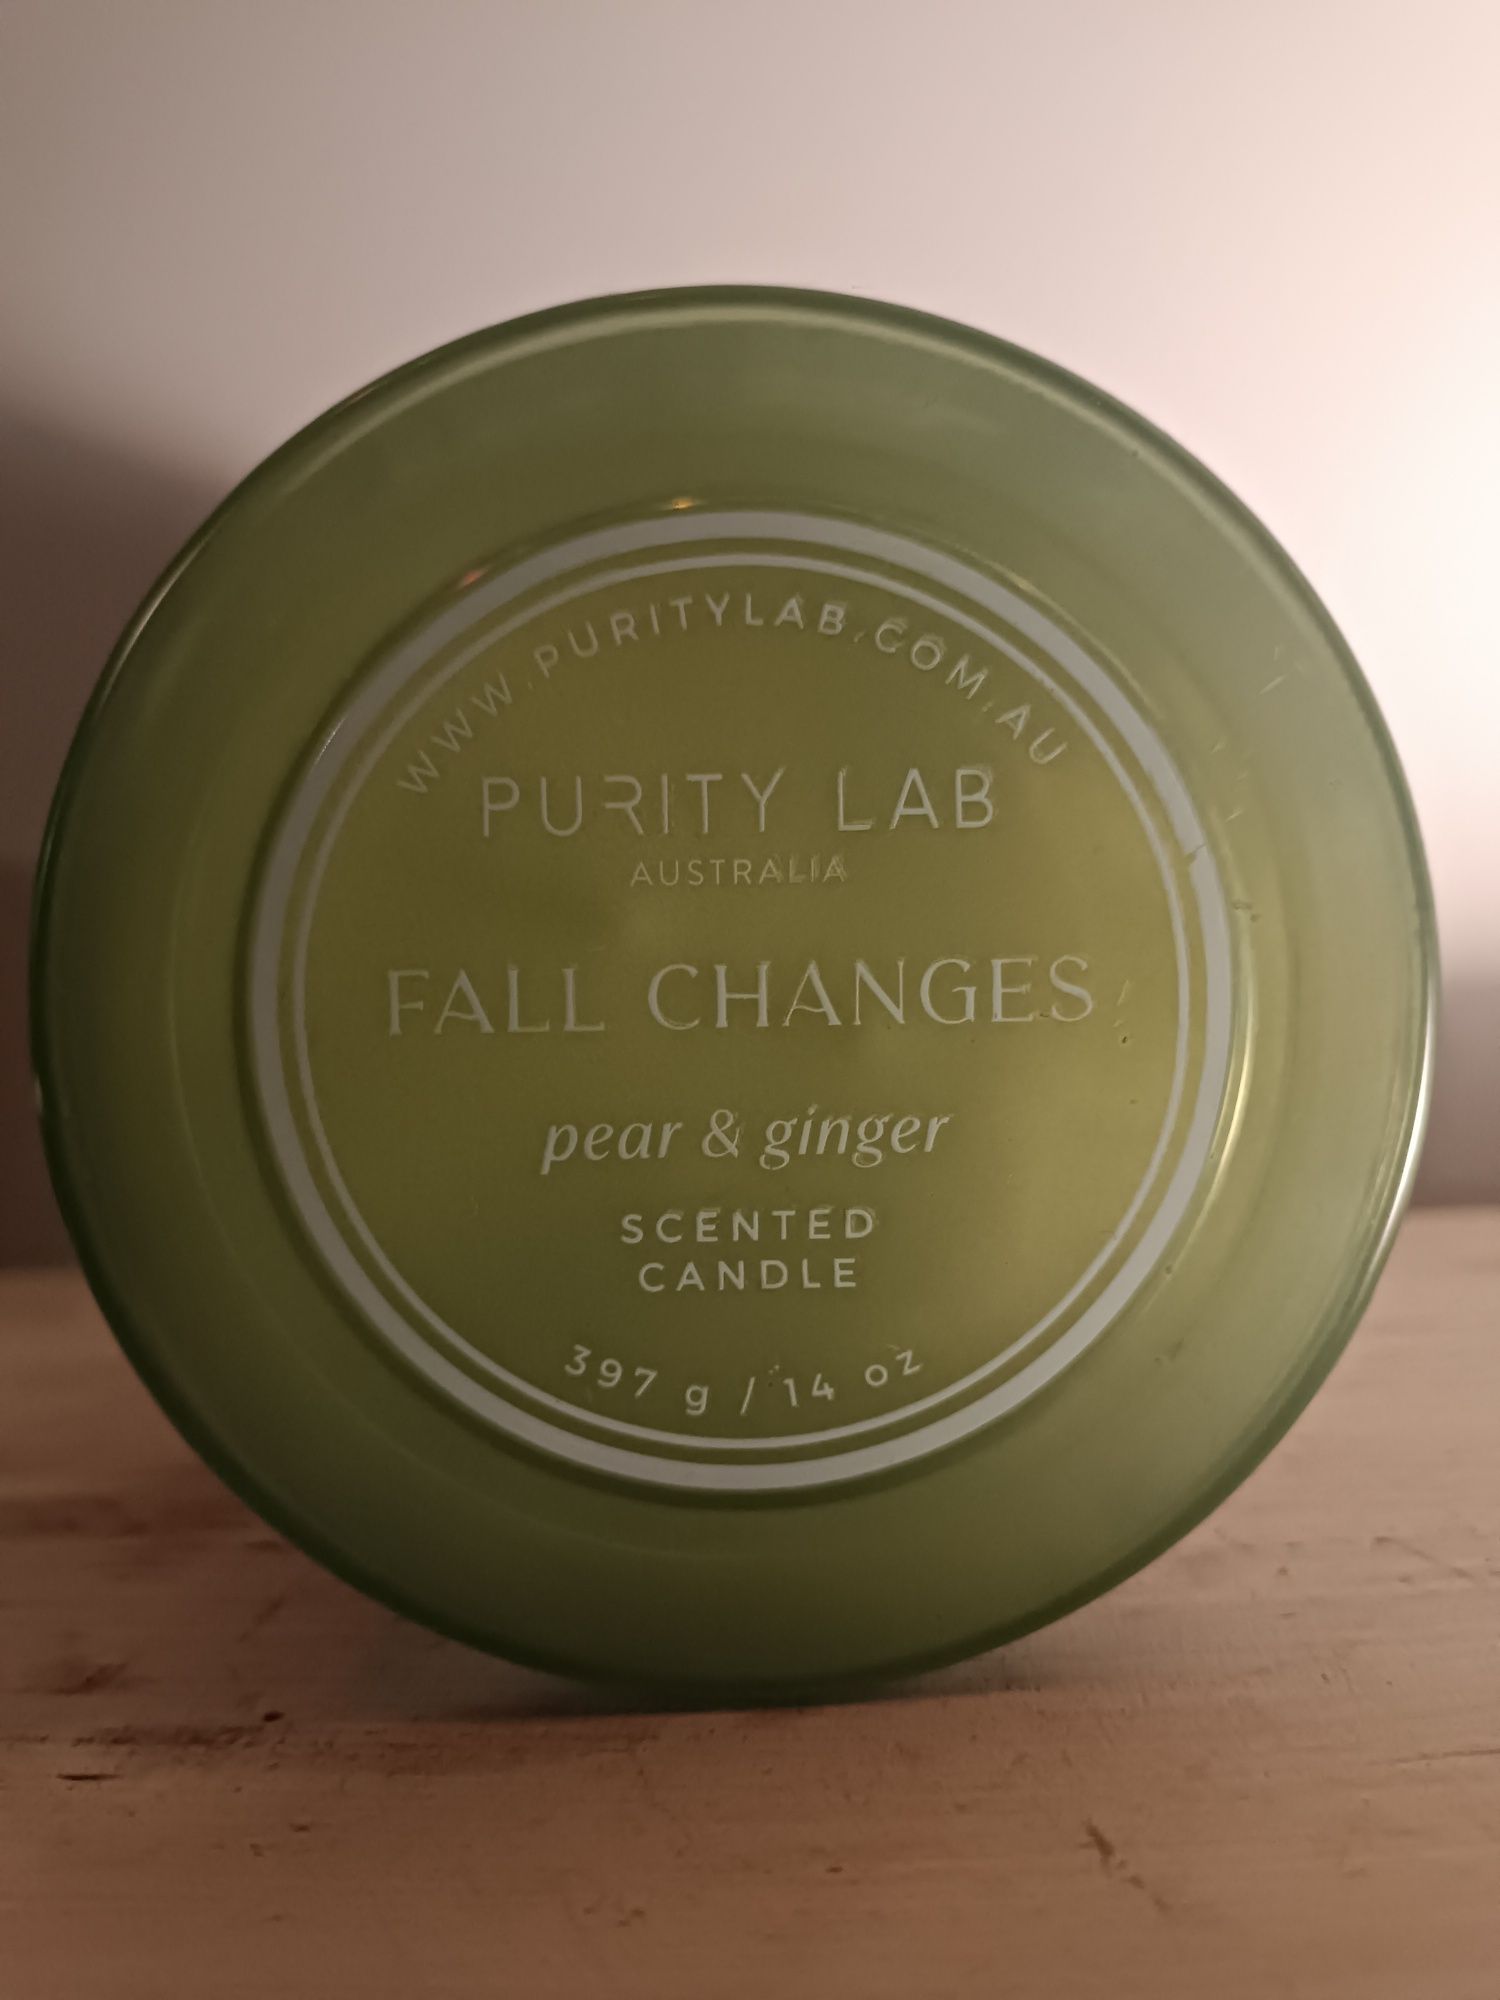 WWW.PURITYLAB.COM.AU
PURITY LAB
AUSTRALIA
FALL CHANGES
pear & ginger
SCENTED
CANDLE
397 g / 14 oz